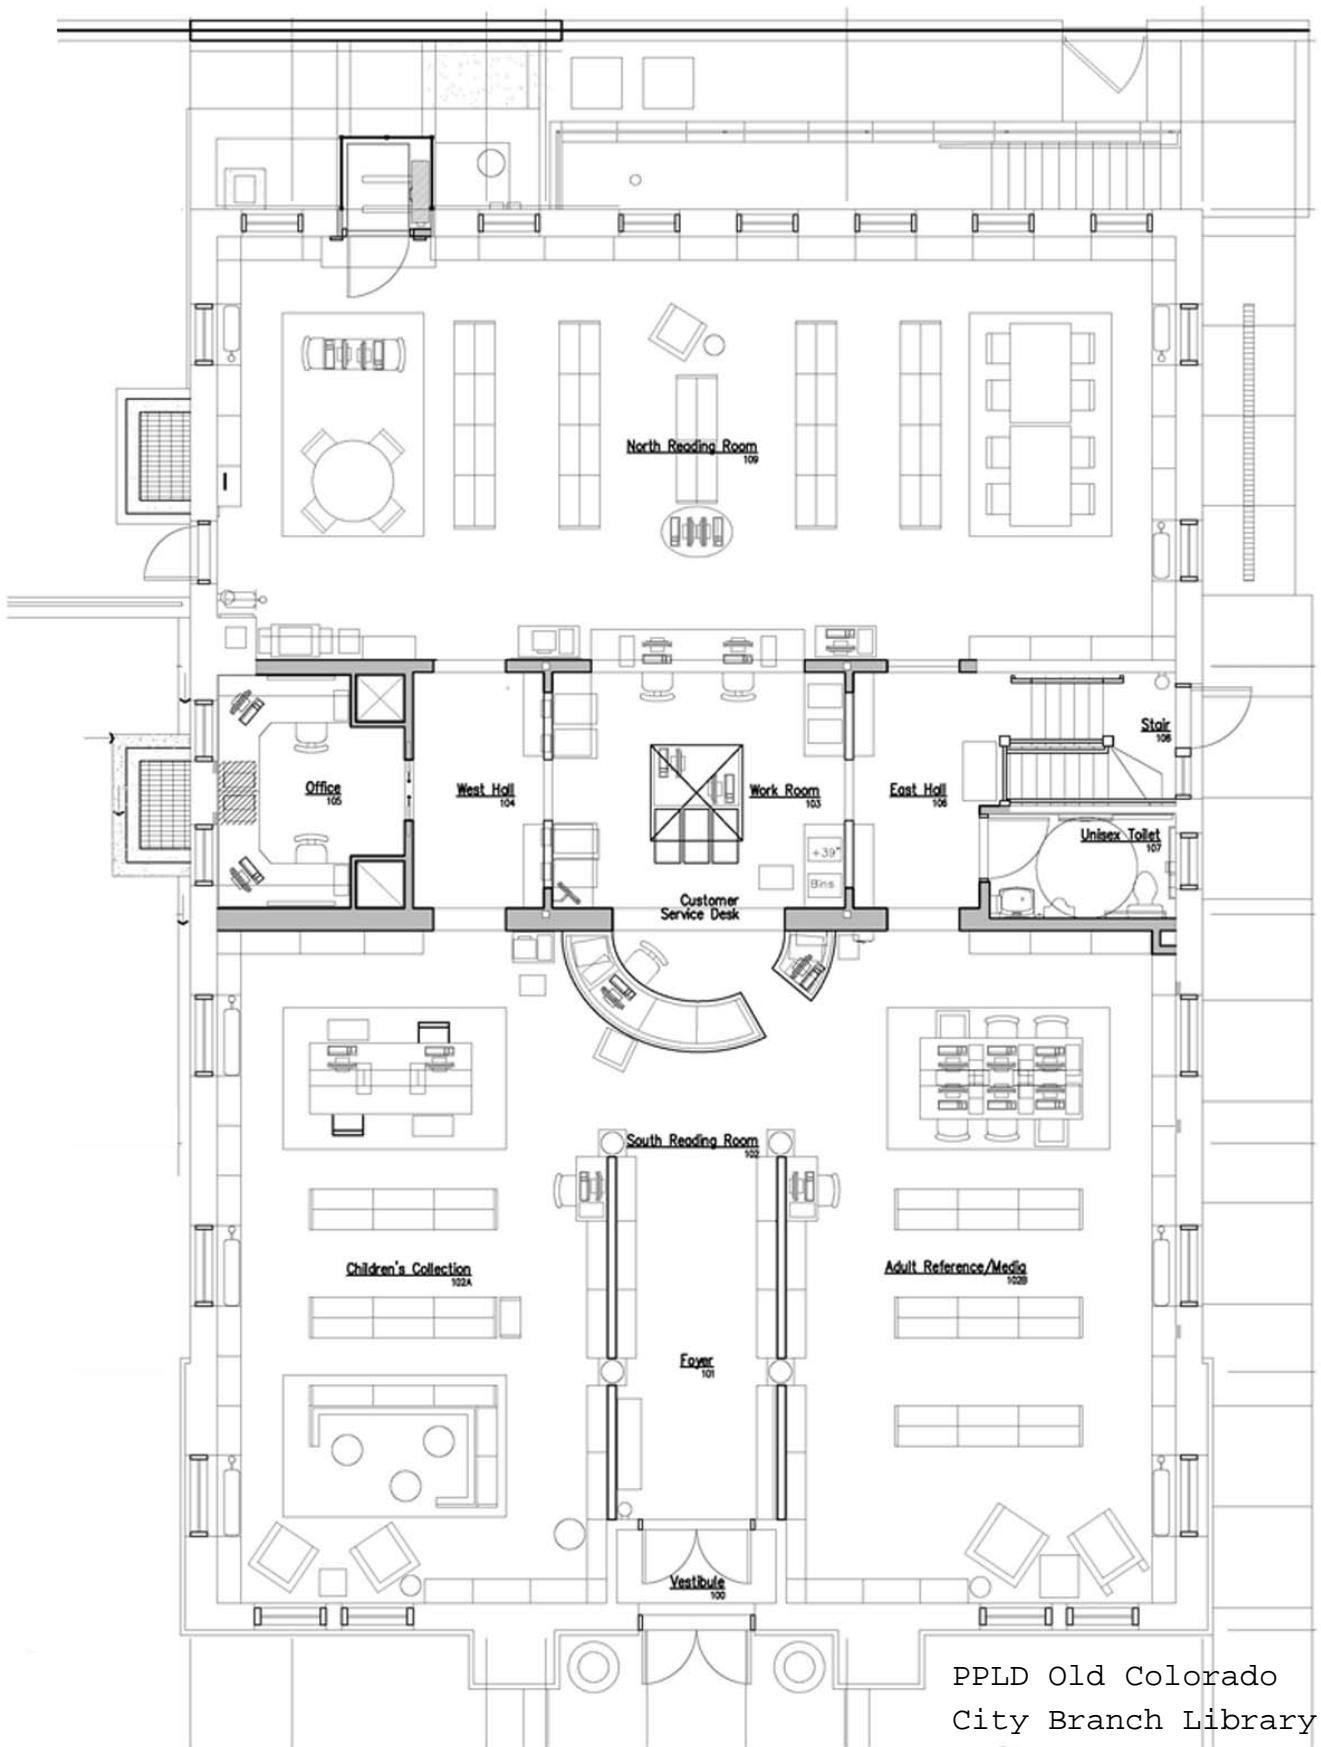 North Reading Room
109
Stair
108
Office
105
West Hall
104
Work Room
103
East Hall
106
Unisex Toilet
107
+39"
Bins
Customer
Service Desk
South Reading Room
102
Children's Collection
102A
Adult Reference/Media
102B
Foyer
101
Vestibule
100
PPLD Old Colorado
City Branch Library